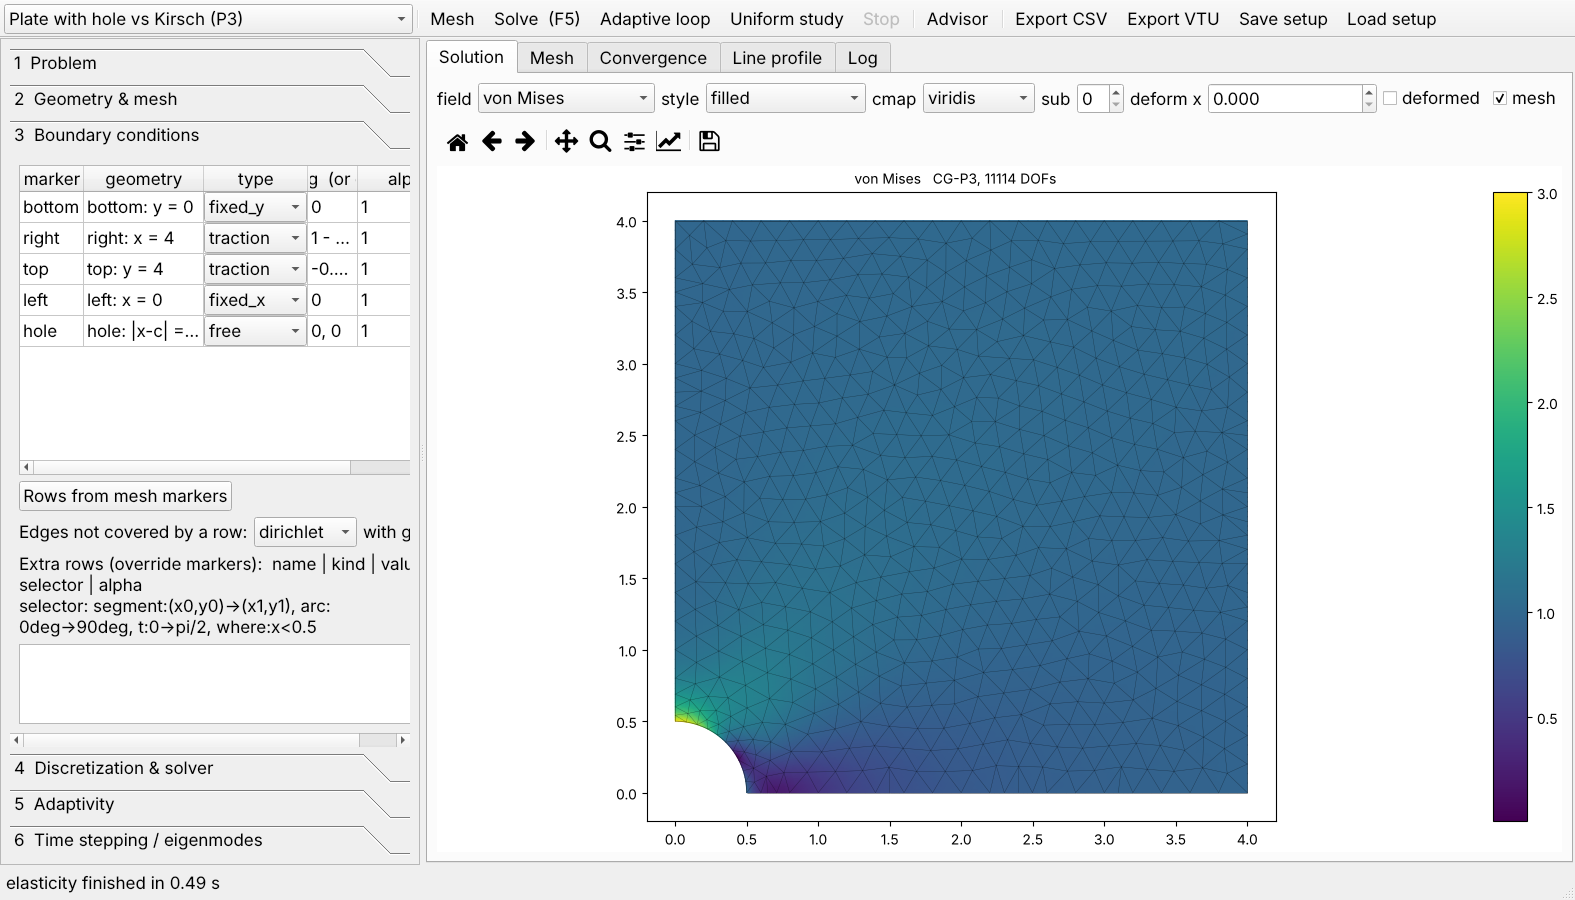 Plate with hole vs Kirsch (P3) Mesh Solve (F5) Adaptive loop Uniform study Stop Advisor Export CSV Export VTU Save setup Load setup
1 Problem
2 Geometry & mesh
3 Boundary conditions
marker geometry type g (or alp
bottom bottom: y = 0 fixed_y 0 1
right right: x = 4 traction 1 - ... 1
top top: y = 4 traction -0.... 1
left left: x = 0 fixed_x 0 1
hole hole: |x-c| =... free 0, 0 1
Rows from mesh markers
Edges not covered by a row: dirichlet with g
Extra rows (override markers): name | kind | valu
selector | alpha
selector: segment:(x0,y0)→(x1,y1), arc:
0deg→90deg, t:0→pi/2, where:x<0.5
4 Discretization & solver
5 Adaptivity
6 Time stepping / eigenmodes
Solution Mesh Convergence Line profile Log
field von Mises style filled cmap viridis sub 0 deform x 0.000 deformed mesh
von Mises CG-P3, 11114 DOFs
4.0
3.5
3.0
2.5
2.0
1.5
1.0
0.5
0.0
0.0 0.5 1.0 1.5 2.0 2.5 3.0 3.5 4.0
3.0
2.5
2.0
1.5
1.0
0.5
elasticity finished in 0.49 s